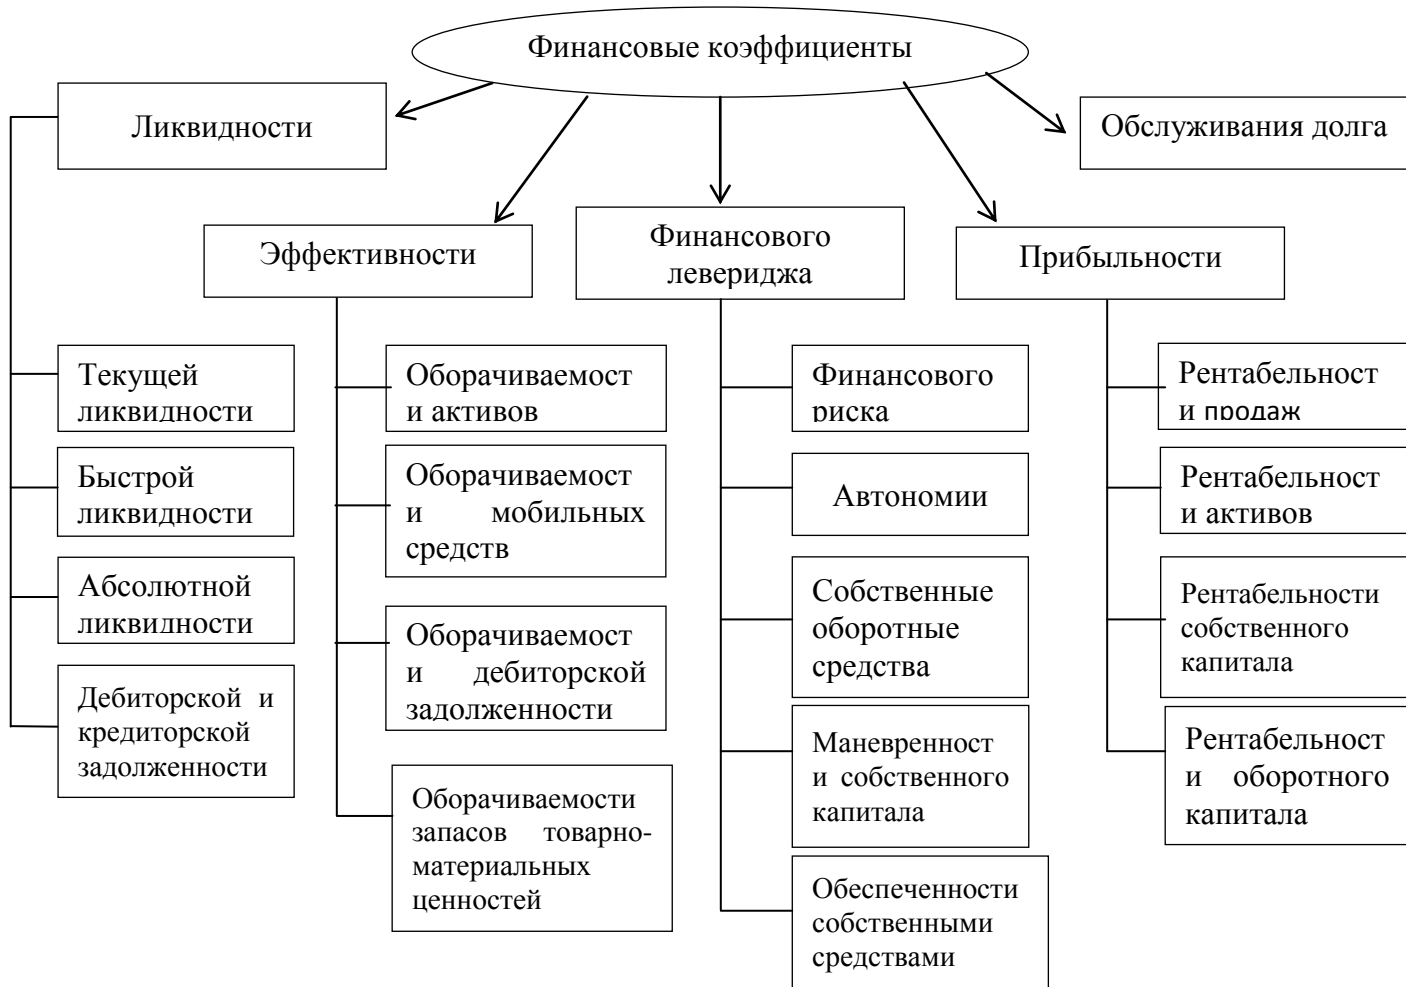 Финансовые коэффициенты
Ликвидности
Обслуживания долга
Эффективности
Финансового
левериджа
Прибыльности
Текущей
ликвидности
Быстрой
ликвидности
Абсолютной
ликвидности
Дебиторской и
кредиторской
задолженности
Оборачиваемост
и активов
Оборачиваемост
и мобильных
средств
Оборачиваемост
и дебиторской
задолженности
Оборачиваемости
запасов товарно-
материальных
ценностей
Финансового
риска
Автономии
Собственные
оборотные
средства
Маневренност
и собственного
капитала
Обеспеченности
собственными
средствами
Рентабельност
и продаж
Рентабельност
и активов
Рентабельности
собственного
капитала
Рентабельност
и оборотного
капитала